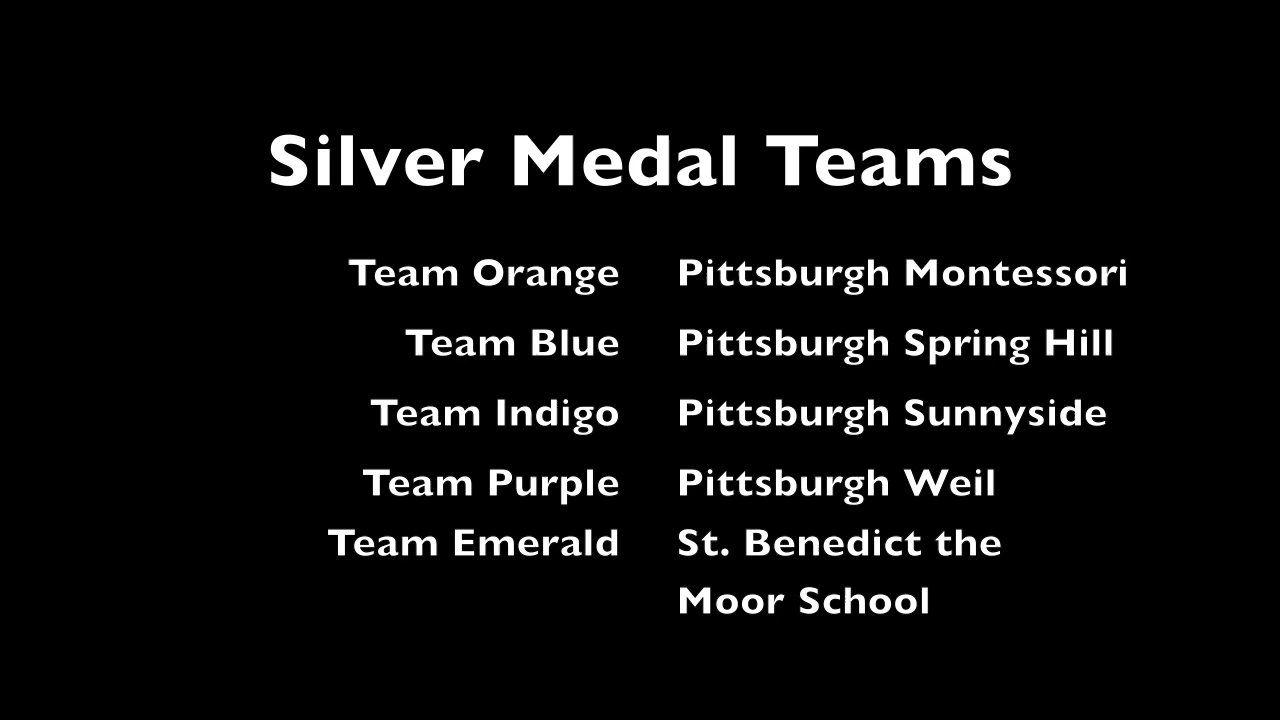 Silver Medal Teams
Team Orange Pittsburgh Montessori
Team Blue Pittsburgh Spring Hill
Team Indigo Pittsburgh Sunnyside
Team Purple Pittsburgh Weil
Team Emerald St. Benedict the
Moor School